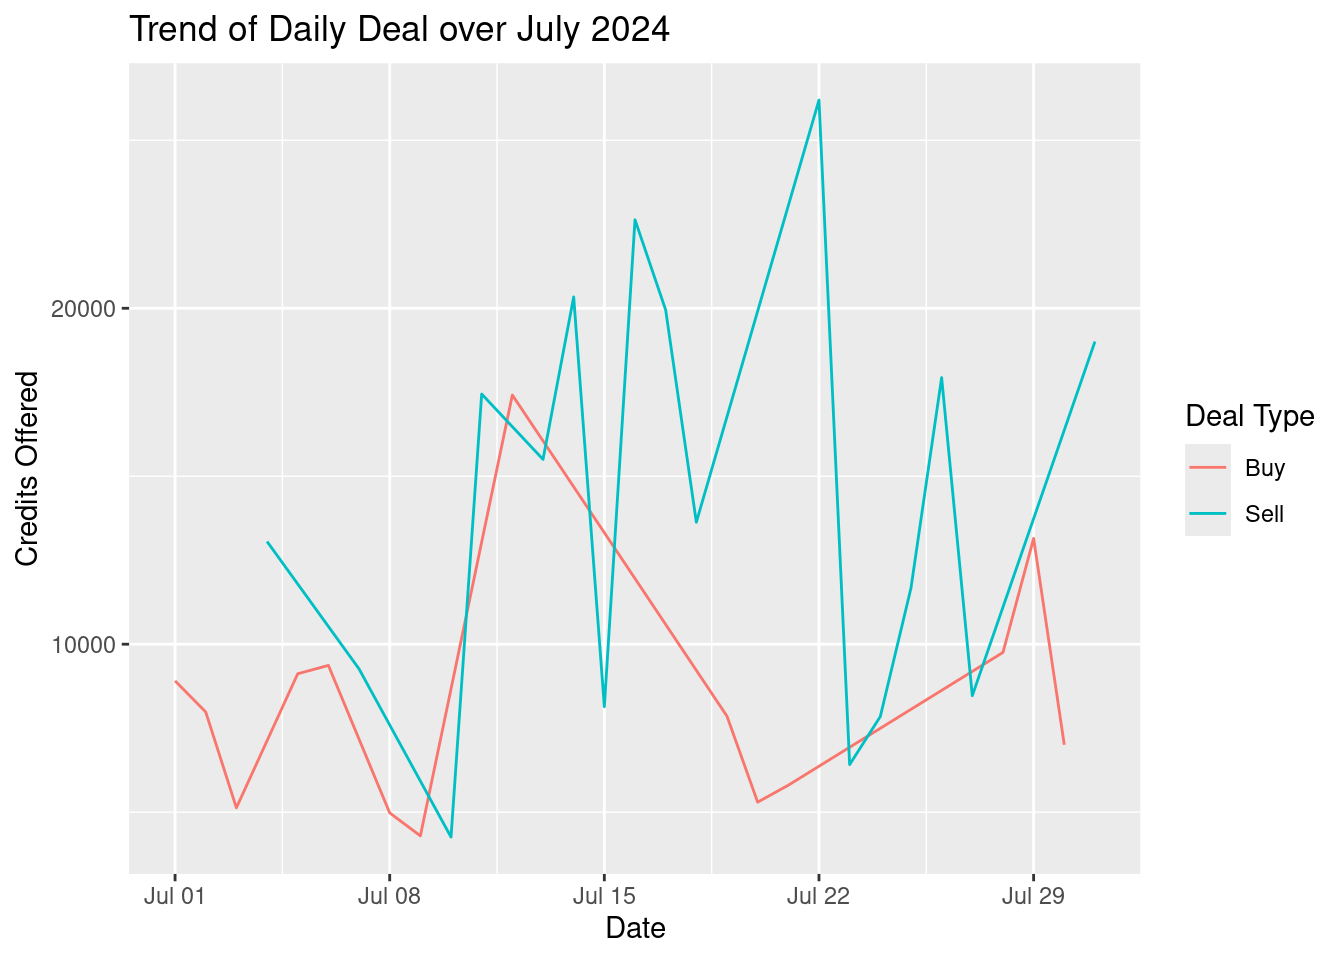 Trend of Daily Deal over July 2024
Credits Offered
20000
10000
Jul 01
Jul 08
Jul 15
Jul 22
Jul 29
Date
Deal Type
Buy
Sell